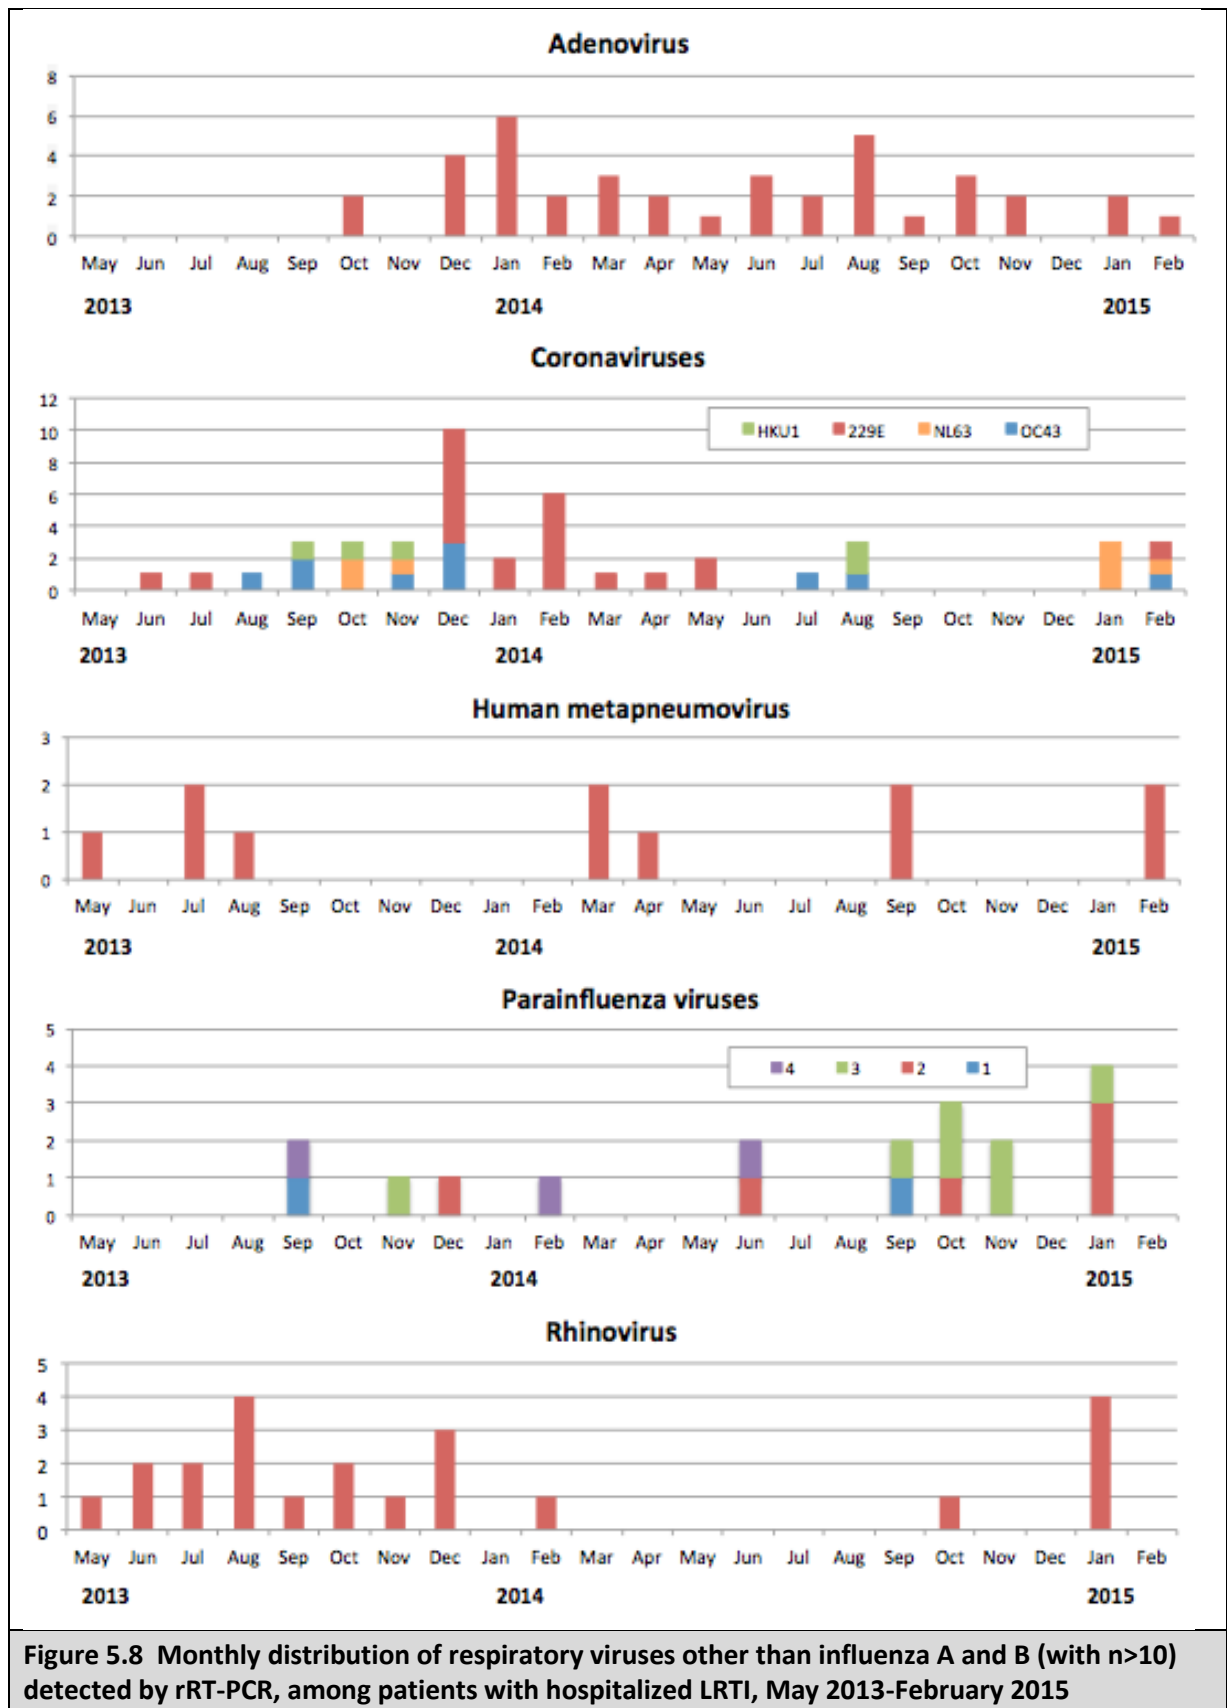 Adenovirus
8
6
4
2
0
May Jun Jul Aug Sep Oct Nov Dec Jan Feb Mar Apr May Jun Jul Aug Sep Oct Nov Dec Jan Feb
2013 2014 2015
Coronaviruses
12
10
8
6
4
2
0
HKU1 229E NL63 OC43
May Jun Jul Aug Sep Oct Nov Dec Jan Feb Mar Apr May Jun Jul Aug Sep Oct Nov Dec Jan Feb
2013 2014 2015
Human metapneumovirus
3
2
1
0
May Jun Jul Aug Sep Oct Nov Dec Jan Feb Mar Apr May Jun Jul Aug Sep Oct Nov Dec Jan Feb
2013 2014 2015
Parainfluenza viruses
5
4
3
2
1
0
4 3 2 1
May Jun Jul Aug Sep Oct Nov Dec Jan Feb Mar Apr May Jun Jul Aug Sep Oct Nov Dec Jan Feb
2013 2014 2015
Rhinovirus
5
4
3
2
1
0
May Jun Jul Aug Sep Oct Nov Dec Jan Feb Mar Apr May Jun Jul Aug Sep Oct Nov Dec Jan Feb
2013 2014 2015
Figure 5.8 Monthly distribution of respiratory viruses other than influenza A and B (with n>10)
detected by rRT-PCR, among patients with hospitalized LRTI, May 2013-February 2015